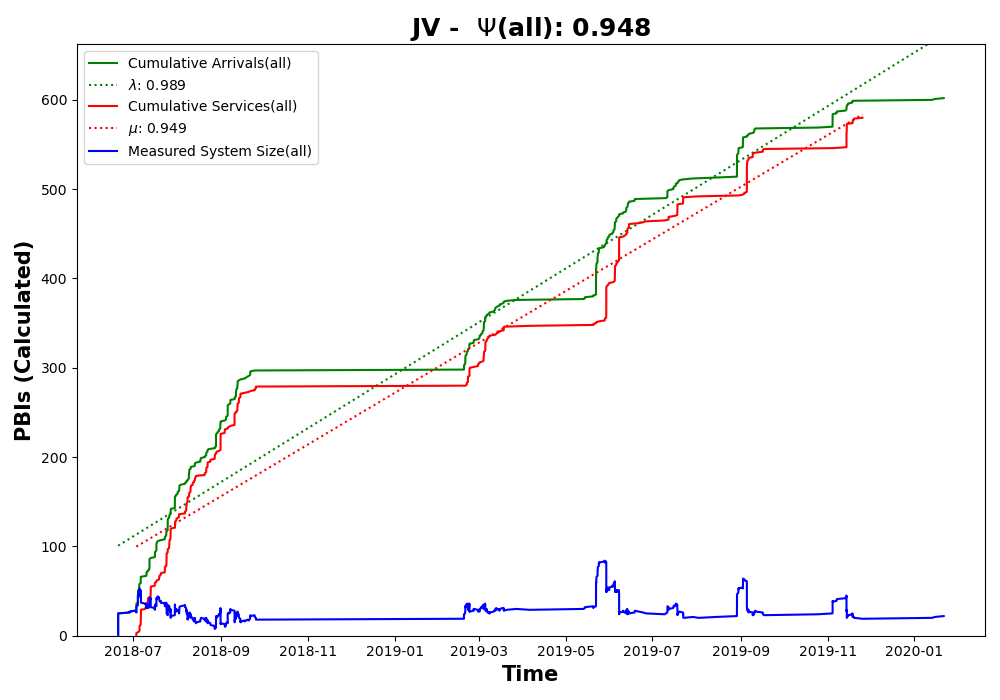 JV - Ψ(all): 0.948
Cumulative Arrivals(all)
λ: 0.989
Cumulative Services(all)
μ: 0.949
Measured System Size(all)
PBIs (Calculated)
600
500
400
300
200
100
0
2018-07 2018-09 2018-11 2019-01 2019-03 2019-05 2019-07 2019-09 2019-11 2020-01
Time